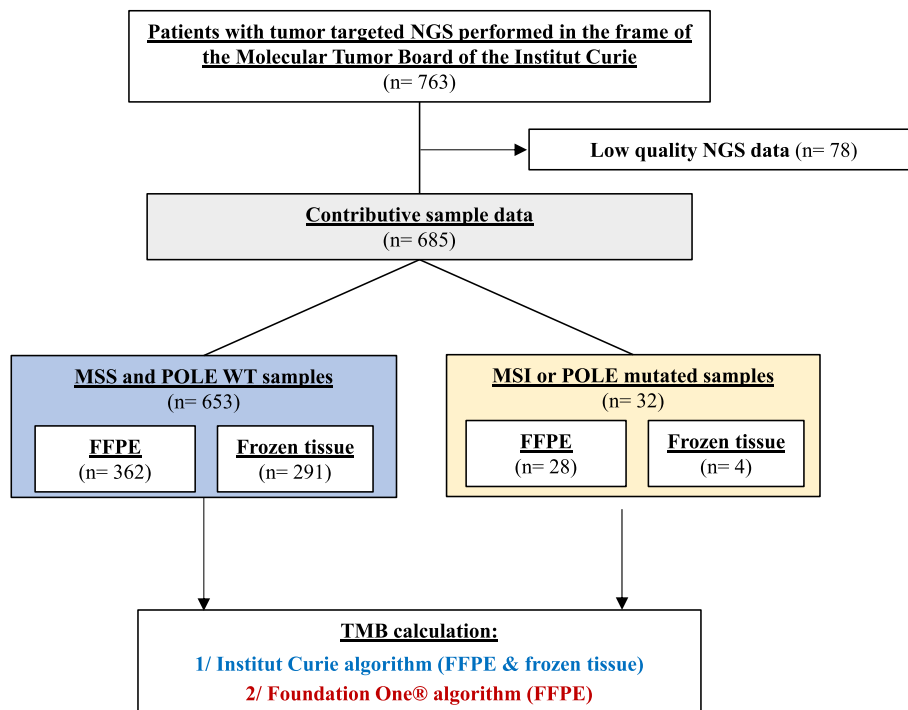 Patients with tumor targeted NGS performed in the frame of
the Molecular Tumor Board of the Institut Curie
(n= 763)
Low quality NGS data (n= 78)
Contributive sample data
(n= 685)
MSS and POLE WT samples
(n= 653)
FFPE
(n= 362)
Frozen tissue
(n= 291)
MSI or POLE mutated samples
(n= 32)
FFPE
(n= 28)
Frozen tissue
(n= 4)
TMB calculation:
1/ Institut Curie algorithm (FFPE & frozen tissue)
2/ Foundation One® algorithm (FFPE)